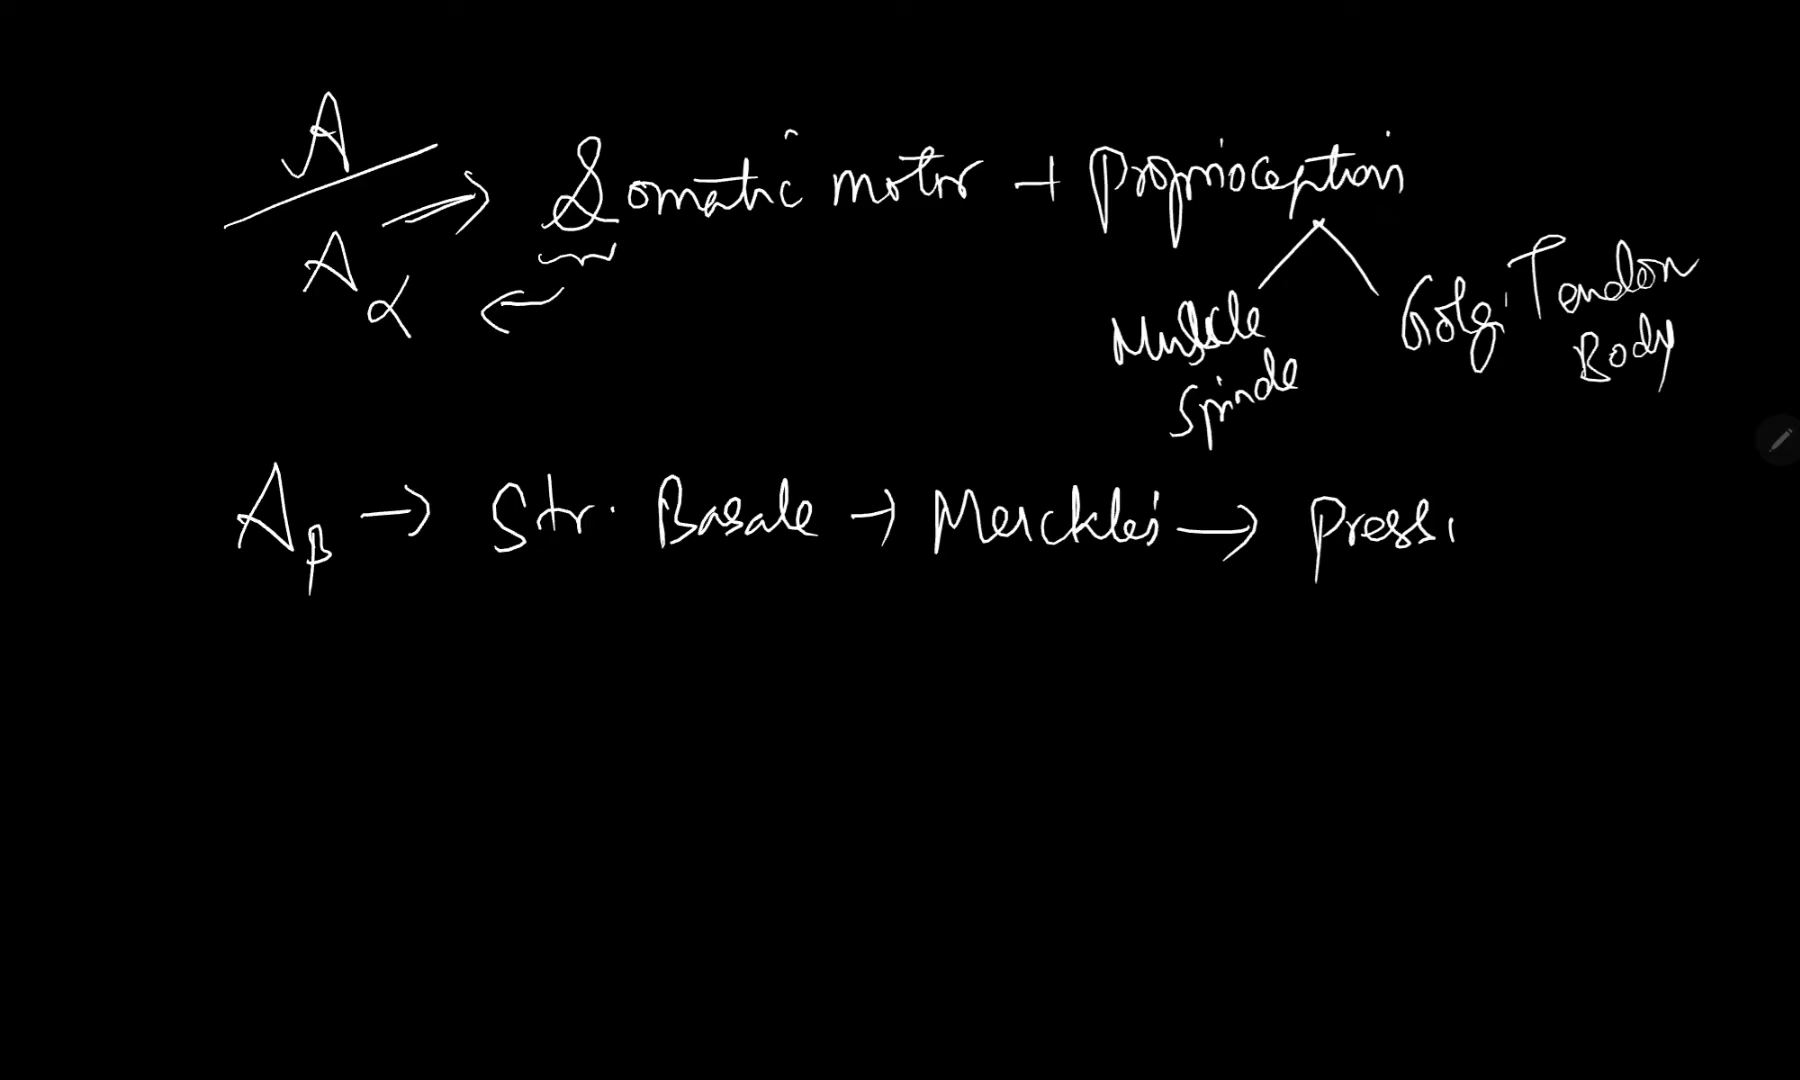 A
Aα → Somatic motor + Proprioception
Muscle Spindle
Golgi Tendon Body
Aβ → Str. Basale → Merckle's → Press